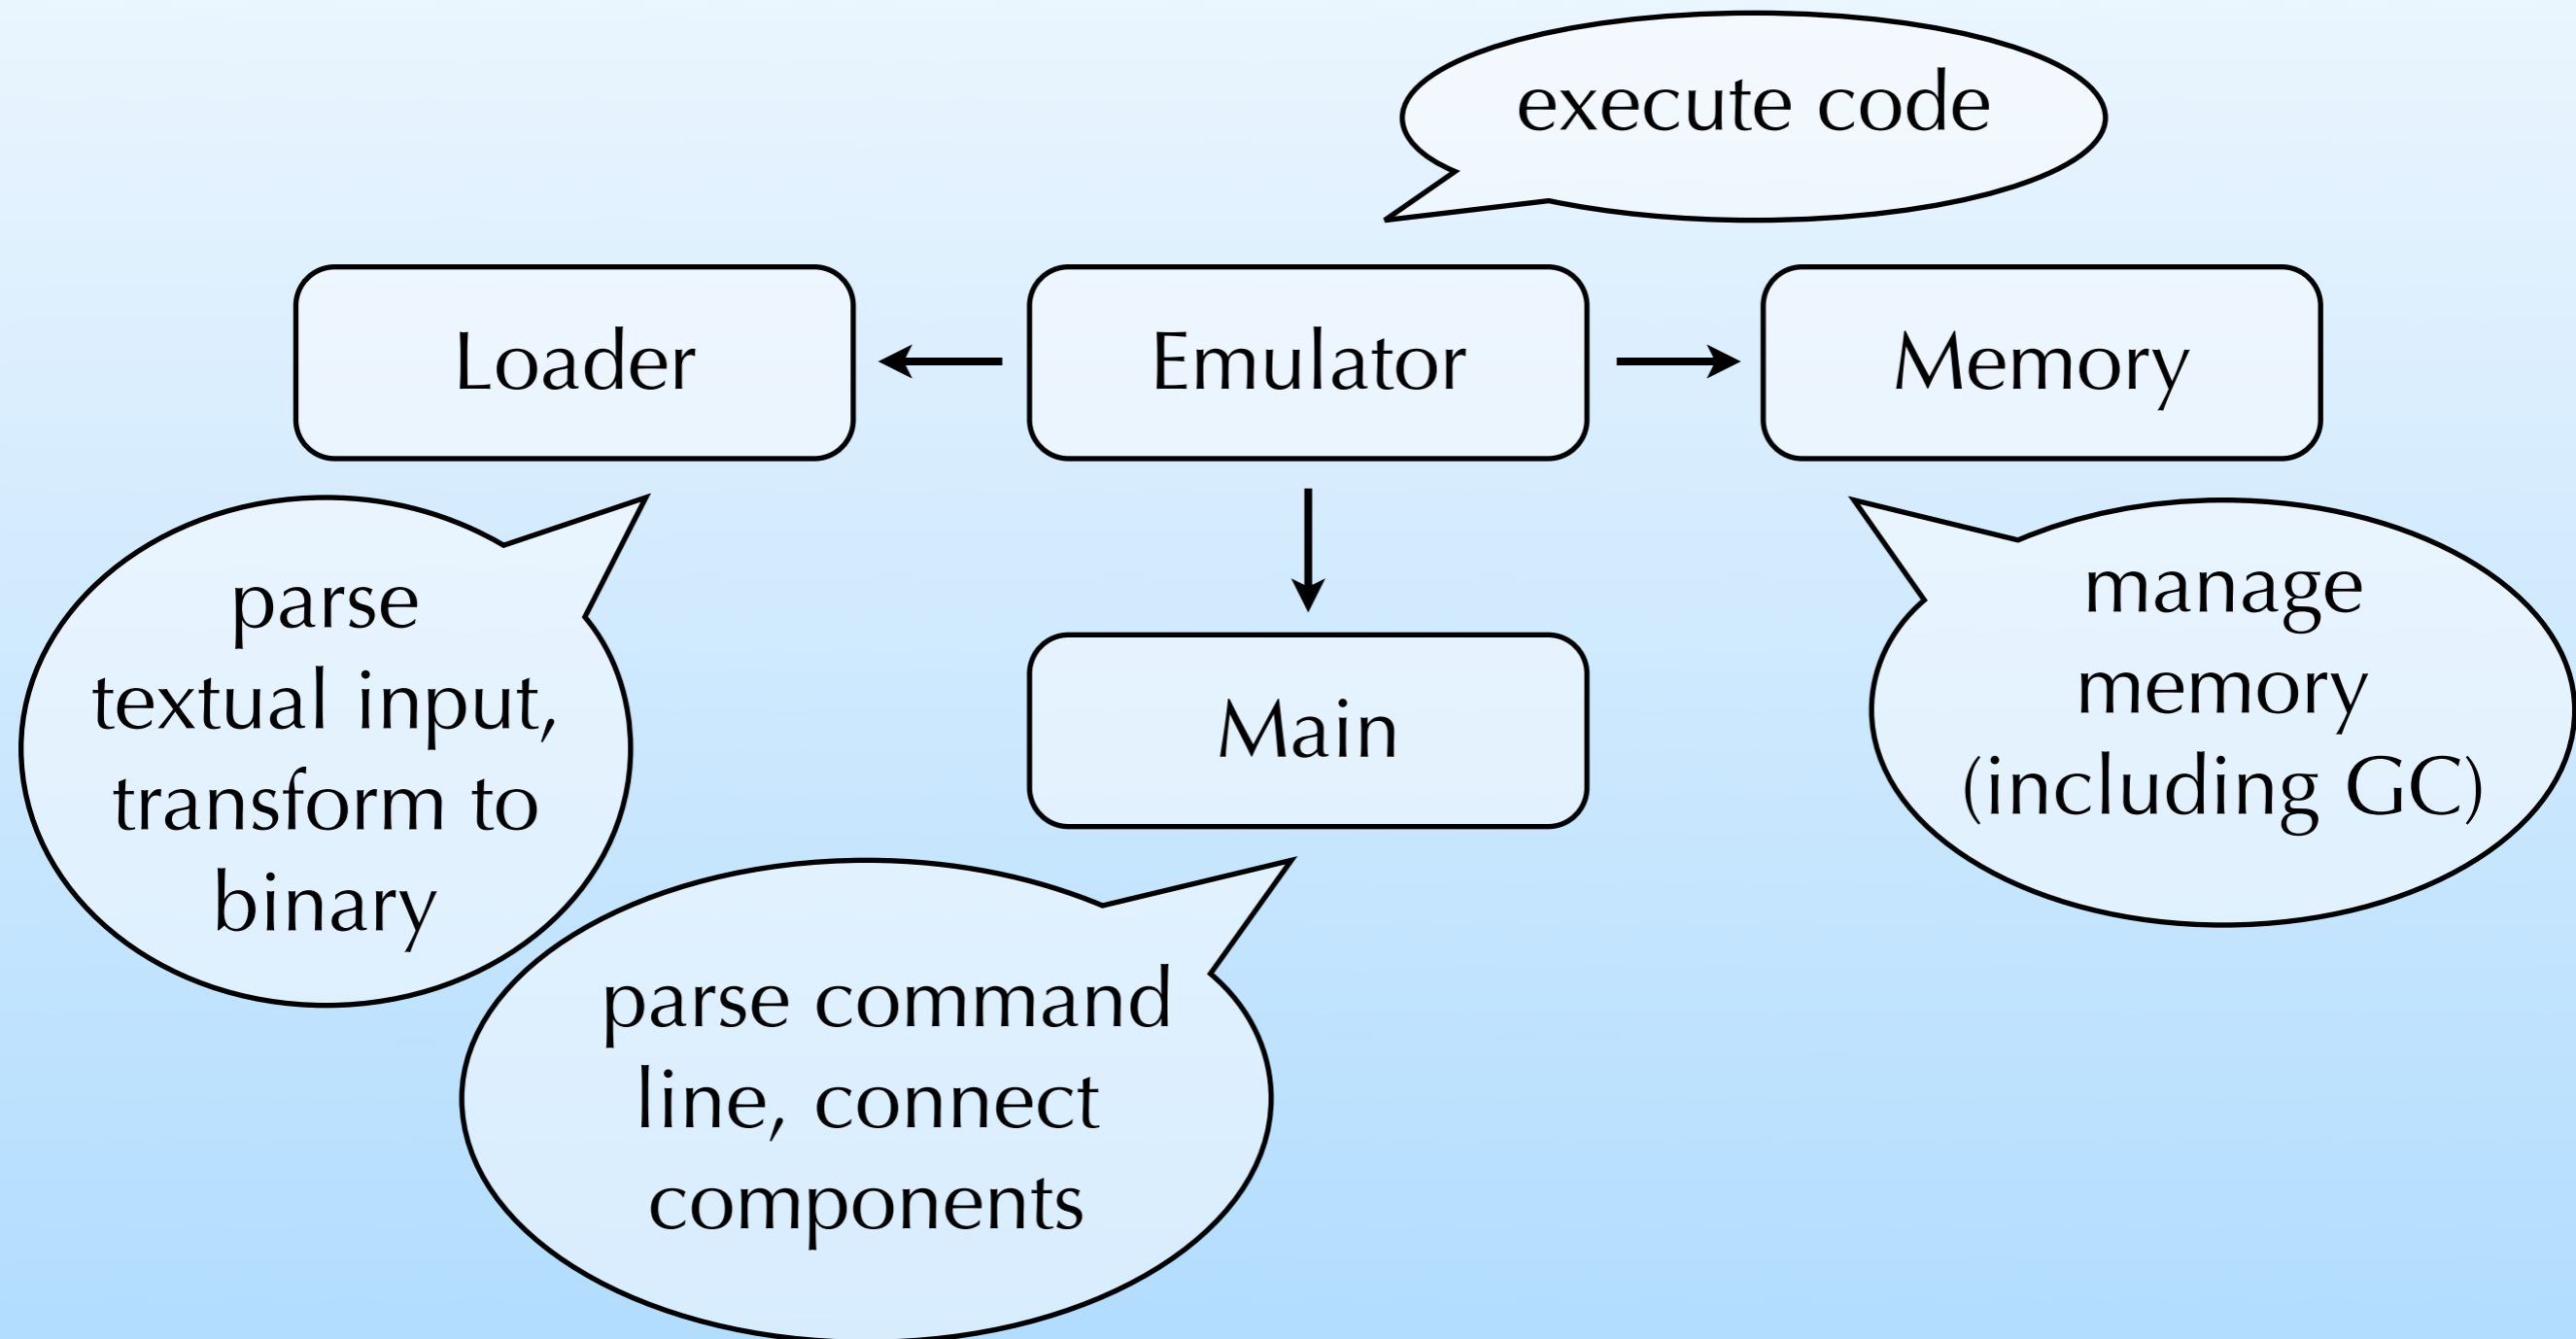 execute code
Loader
Emulator
Memory
parse
textual input,
transform to
binary
manage
memory
(including GC)
Main
parse command
line, connect
components